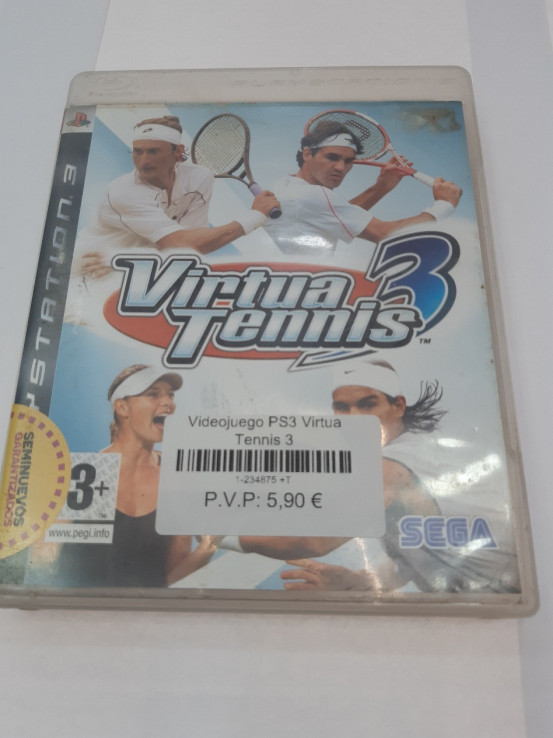 PLAYSTATION 3
Virtua
Tennis 3
TM
Videojuego PS3 Virtua
Tennis 3
1-234875 +T
P.V.P: 5,90 €
SEMINUEVOS
GARANTIZADOS
3+
www.pegi.info
SEGA